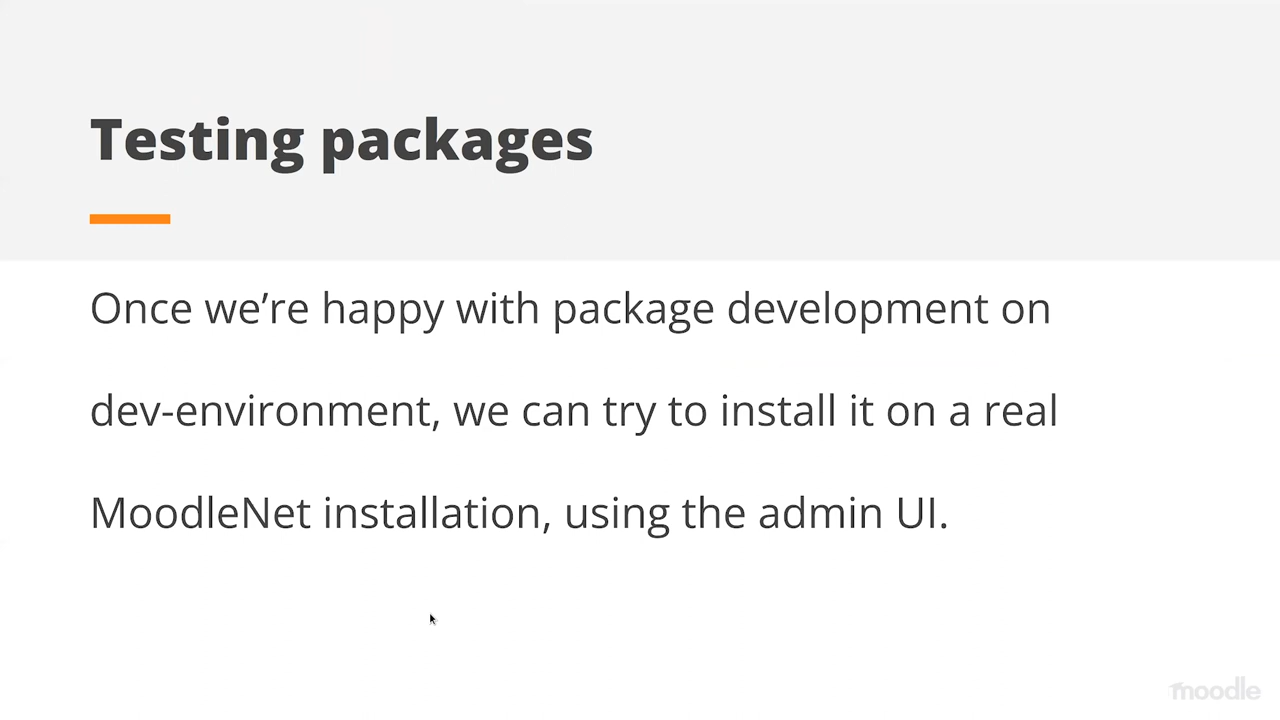 Testing packages
Once we’re happy with package development on
dev-environment, we can try to install it on a real
MoodleNet installation, using the admin UI.
moodle